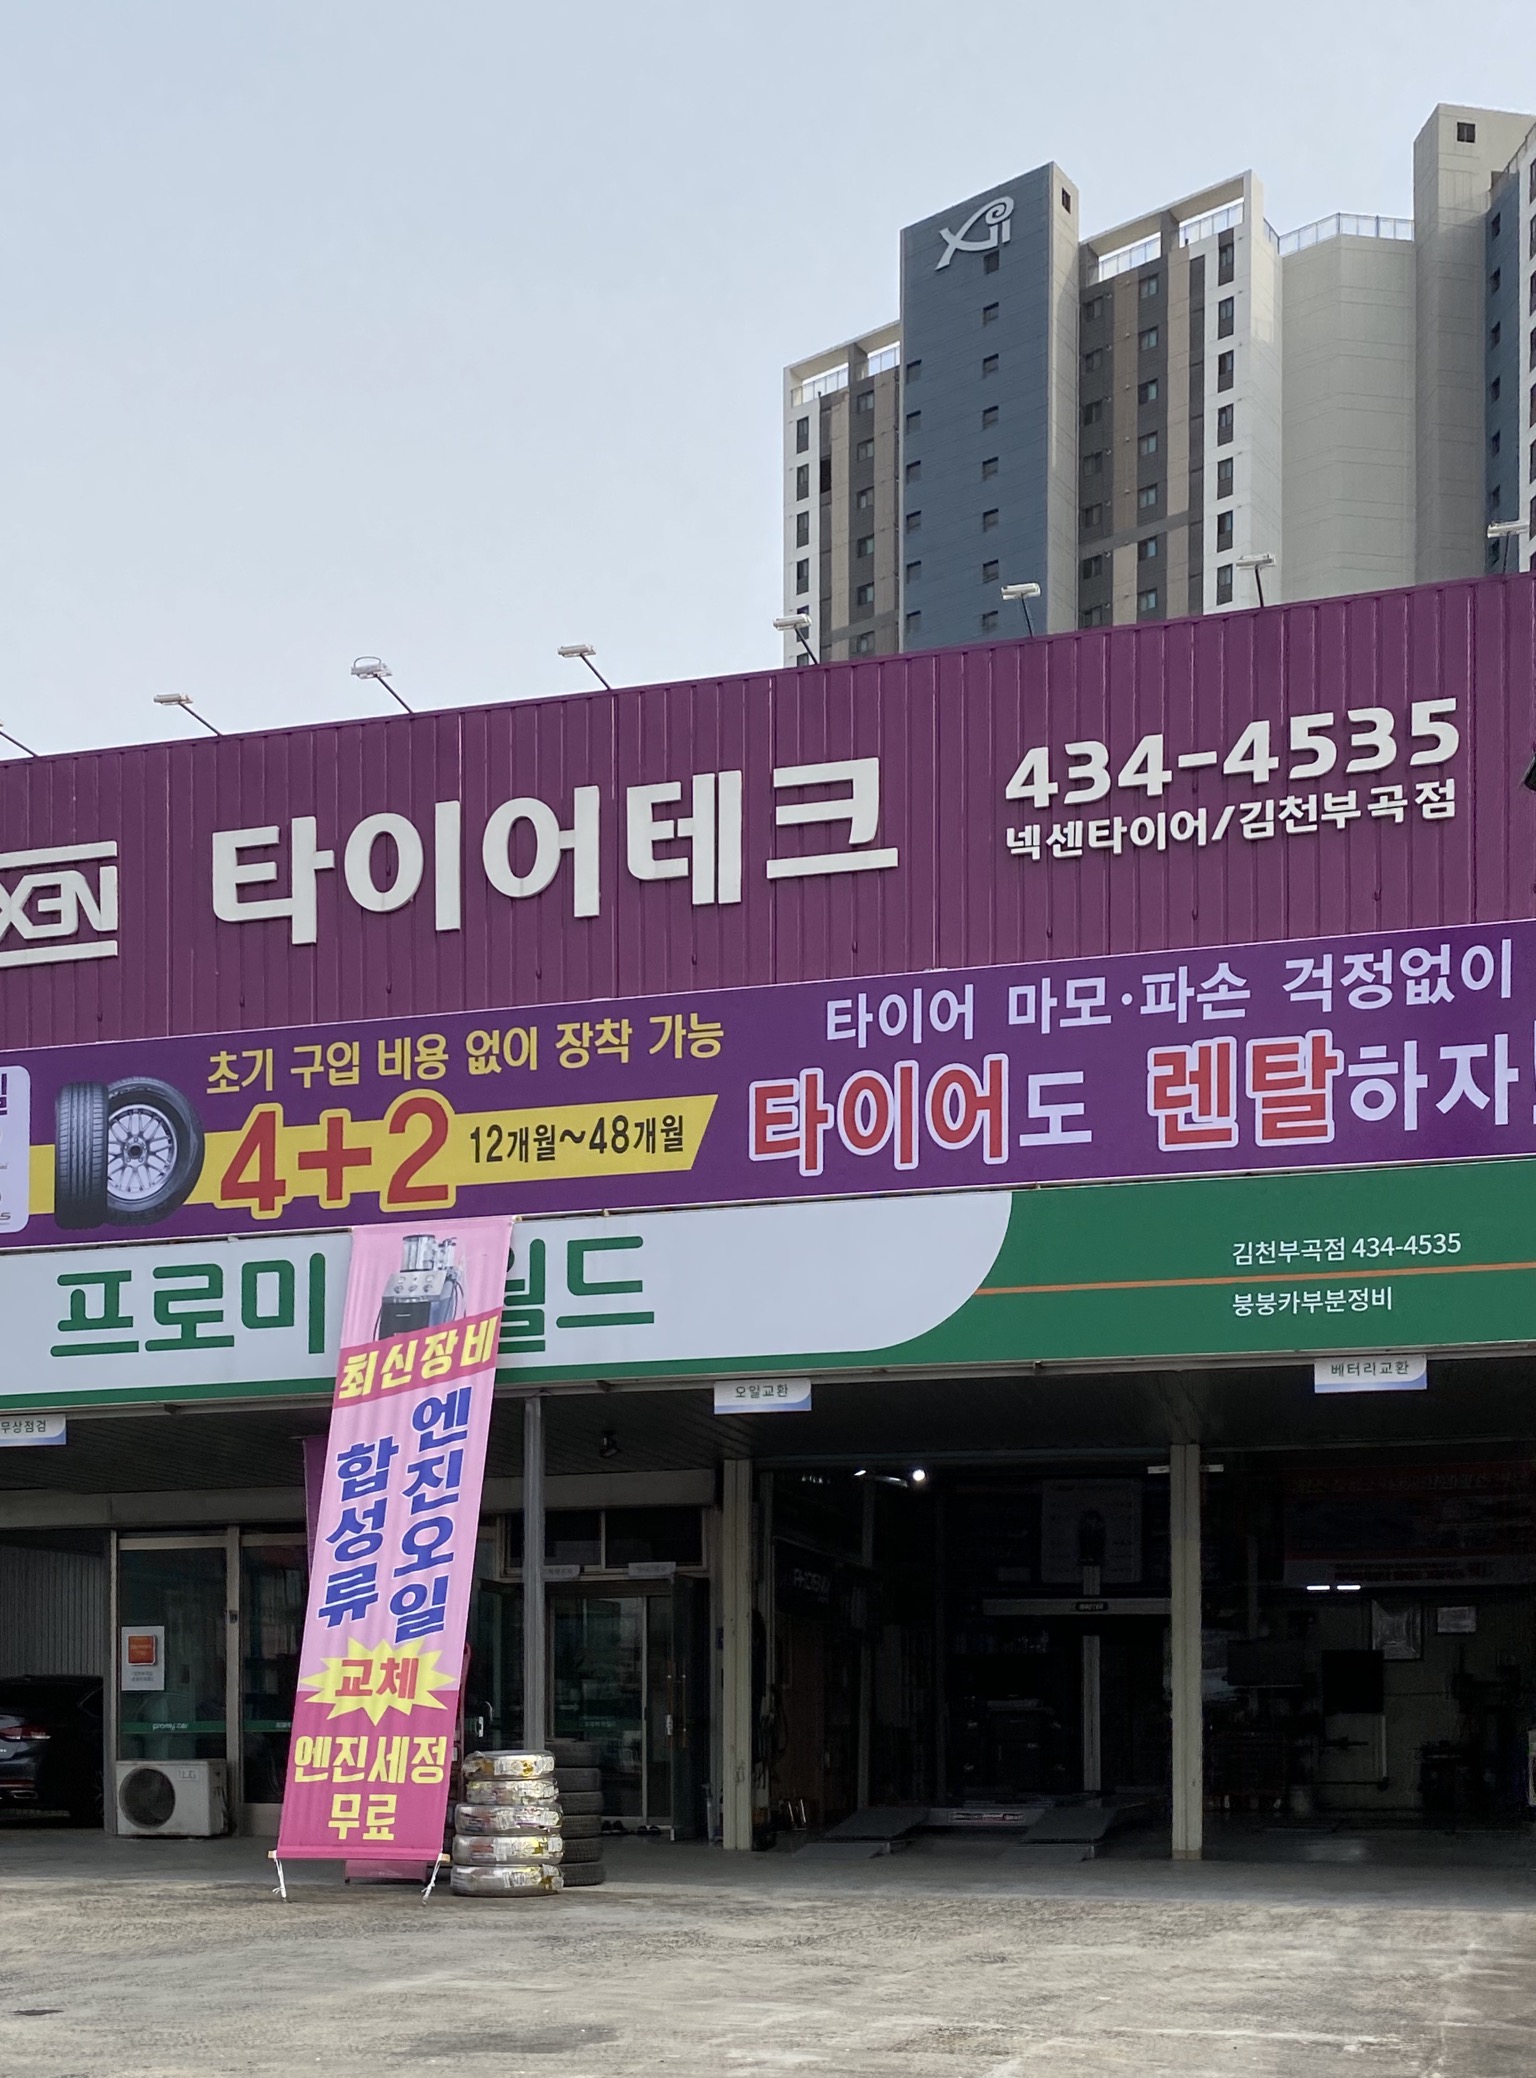 Xi
434-4535
타이어테크
넥센타이어/김천부곡점
XEN
타이어 마모·파손 걱정없이
타이어도 렌탈하자!
초기 구입 비용 없이 장착 가능
4+2 12개월~48개월
프로미 월드
김천부곡점 434-4535
붕붕카부분정비
베터리교환
오일교환
무상점검
최신장비
엔진오일
합성류
교체
엔진세정
무료
promy car